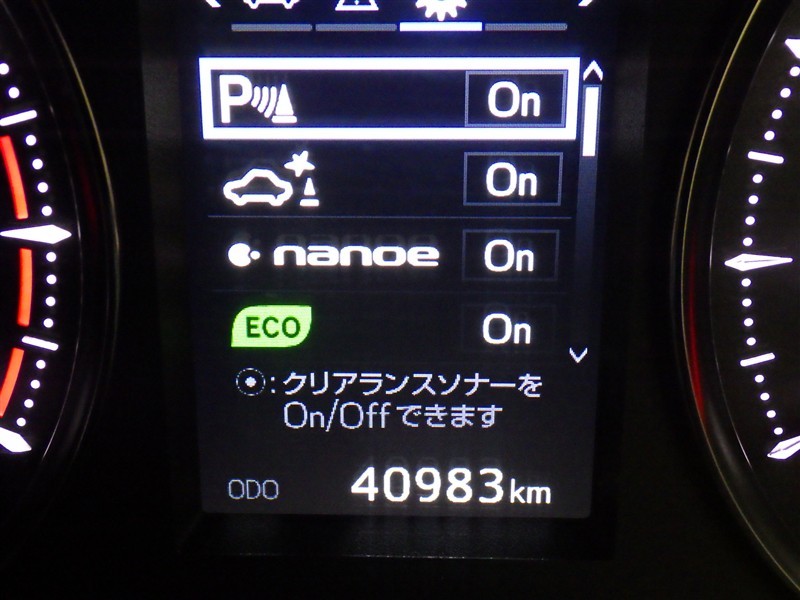 P On
On
nanoe On
ECO On
:クリアランスソナーを
On/Offできます
ODO 40983km